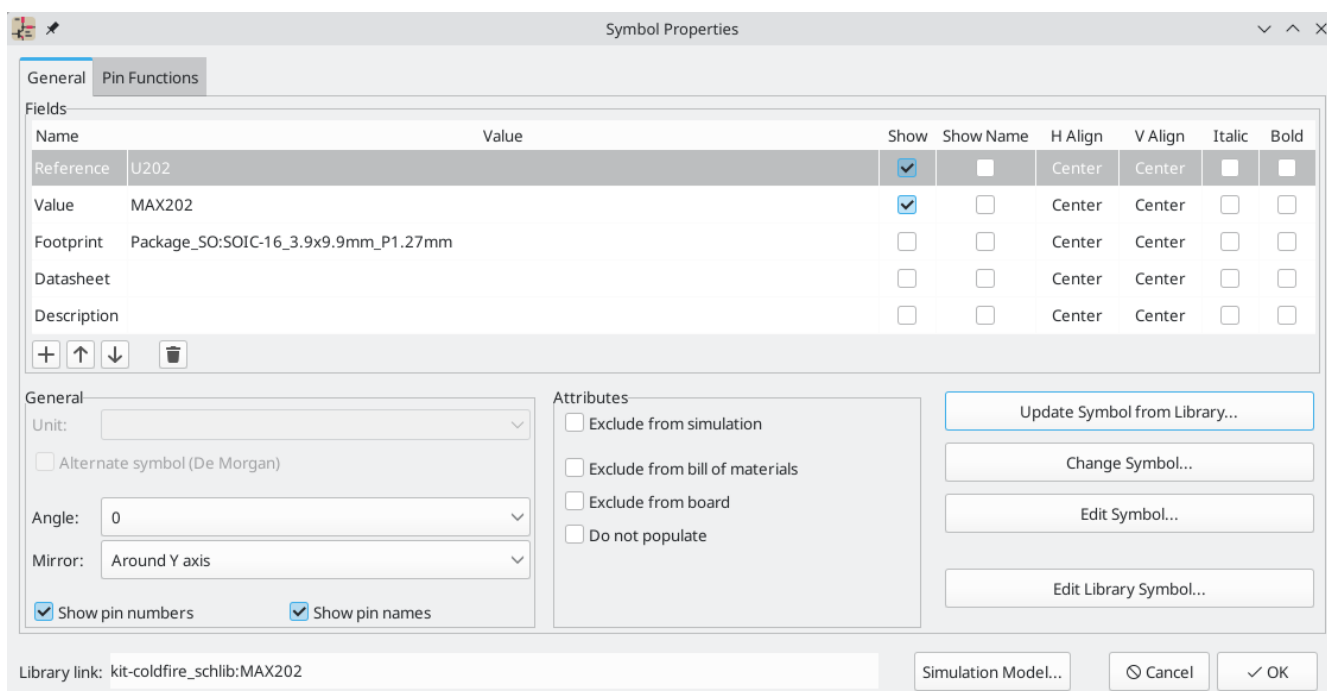 Symbol Properties
General Pin Functions
Fields
Name Value Show Show Name H Align V Align Italic Bold
Reference U202 Center Center
Value MAX202 Center Center
Footprint Package_SO:SOIC-16_3.9x9.9mm_P1.27mm Center Center
Datasheet Center Center
Description Center Center
General Attributes
Unit: Exclude from simulation Update Symbol from Library...
Alternate symbol (De Morgan) Exclude from bill of materials Change Symbol...
Angle: 0 Exclude from board Edit Symbol...
Mirror: Around Y axis Do not populate
Edit Library Symbol...
Show pin numbers Show pin names
Library link: kit-coldfire_schlib:MAX202 Simulation Model... Cancel OK